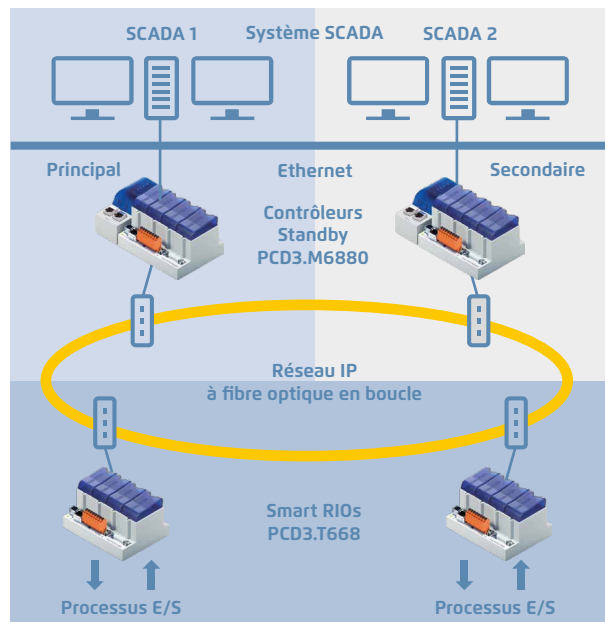 SCADA 1
Système SCADA
SCADA 2
Principal
Ethernet
Secondaire
Contrôleurs
Standby
PCD3.M6880
Réseau IP
à fibre optique en boucle
Smart RIOs
PCD3.T668
Processus E/S
Processus E/S